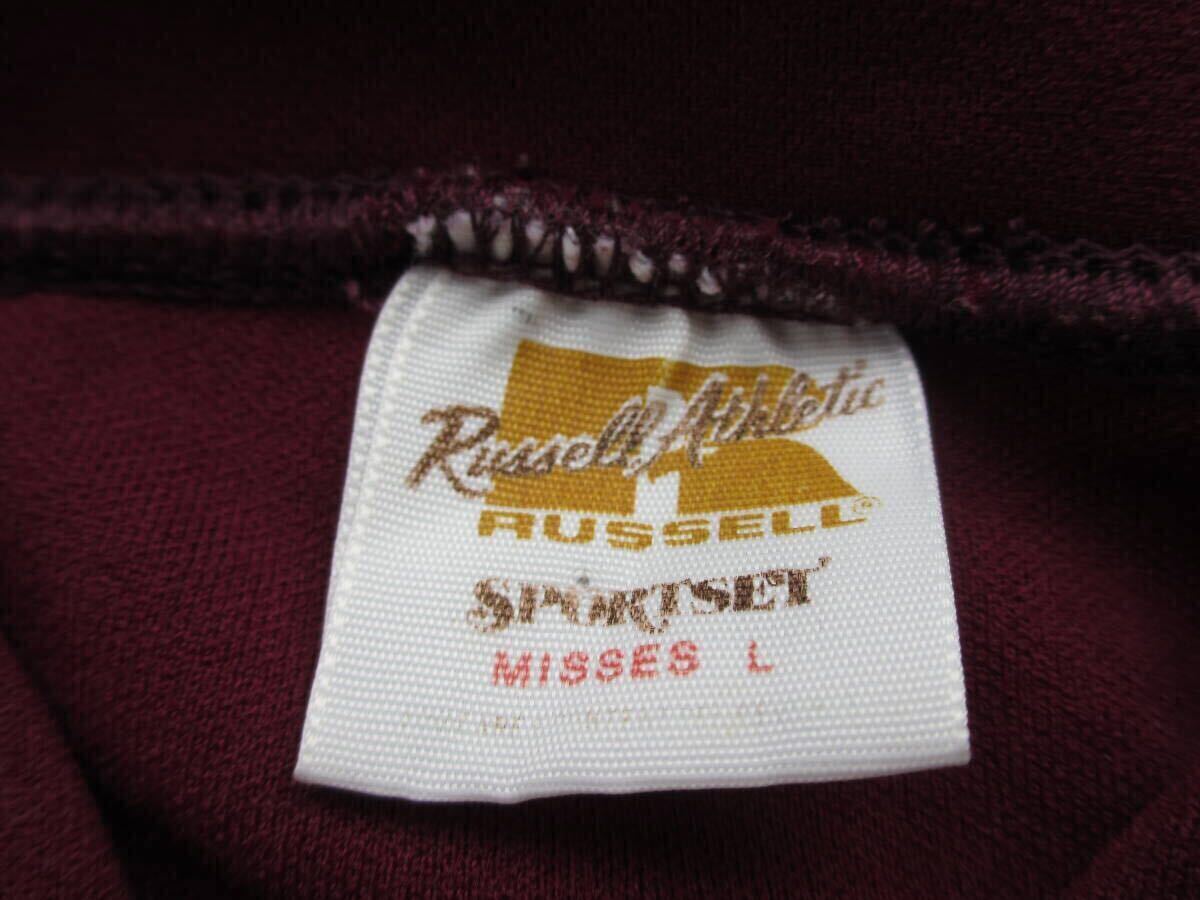 Russell Athletic
RUSSELL®
SPORTSET
MISSES L